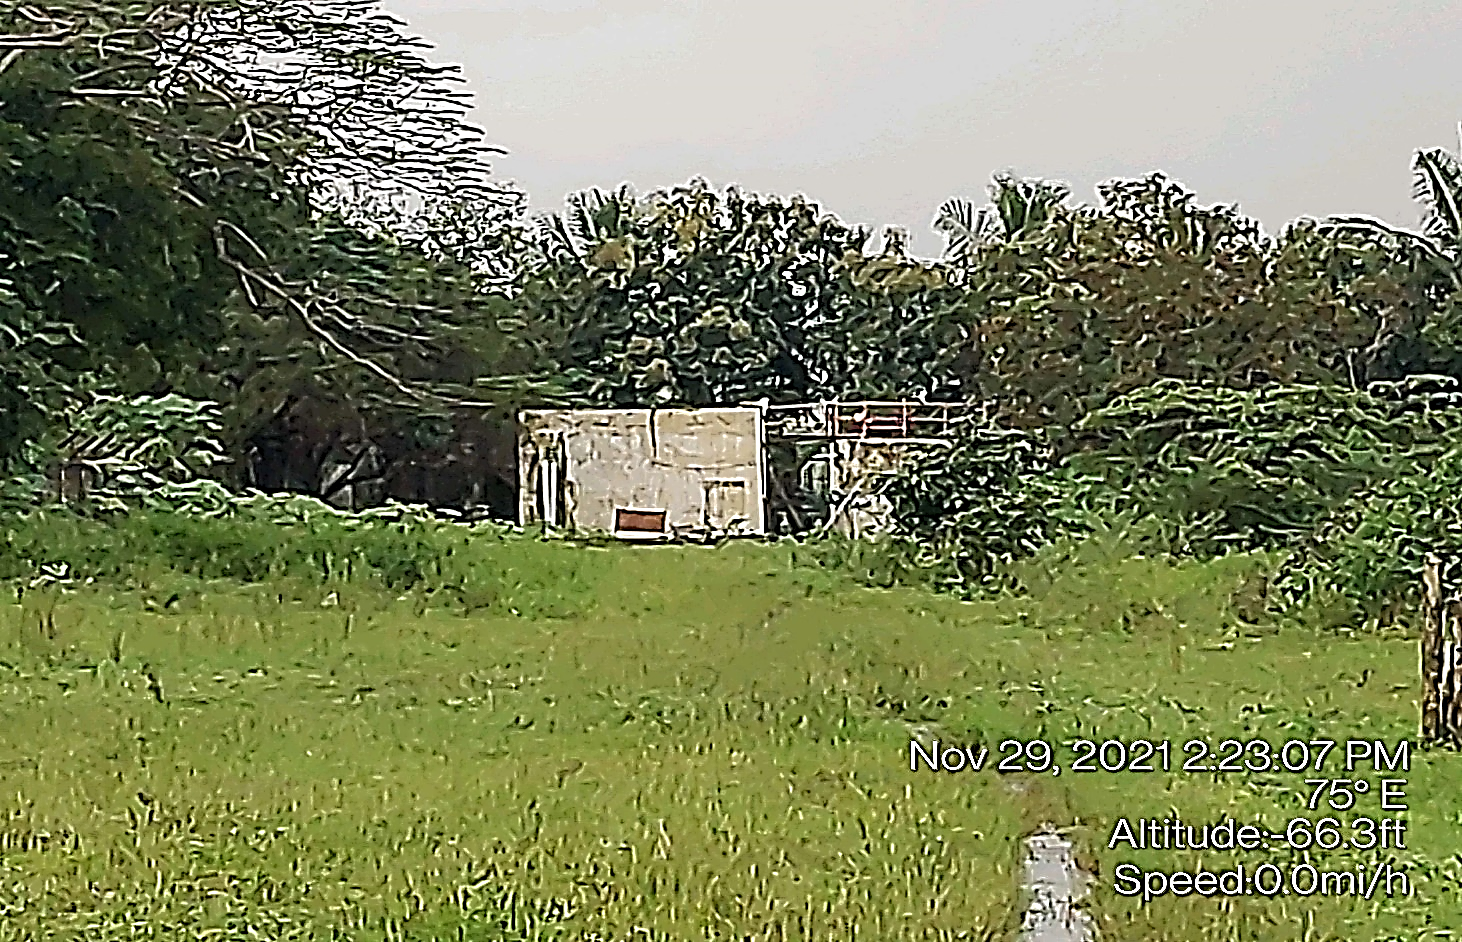 Nov 29, 2021 2:23:07 PM
75° E
Altitude:-66.3ft
Speed:0.0mi/h